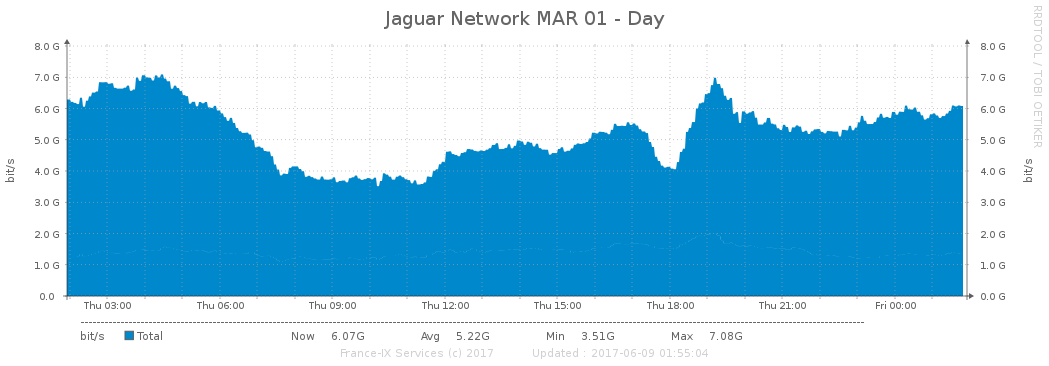 Jaguar Network MAR 01 - Day
RRDTOOL / TOBI OETIKER
bit/s
8.0 G 8.0 G
7.0 G 7.0 G
6.0 G 6.0 G
5.0 G 5.0 G
4.0 G 4.0 G
3.0 G 3.0 G
2.0 G 2.0 G
1.0 G 1.0 G
0.0 0.0 G
bit/s
Thu 03:00 Thu 06:00 Thu 09:00 Thu 12:00 Thu 15:00 Thu 18:00 Thu 21:00 Fri 00:00
bit/s Total Now 6.07G Avg 5.22G Min 3.51G Max 7.08G
France-IX Services (c) 2017 Updated : 2017-06-09 01:55:04